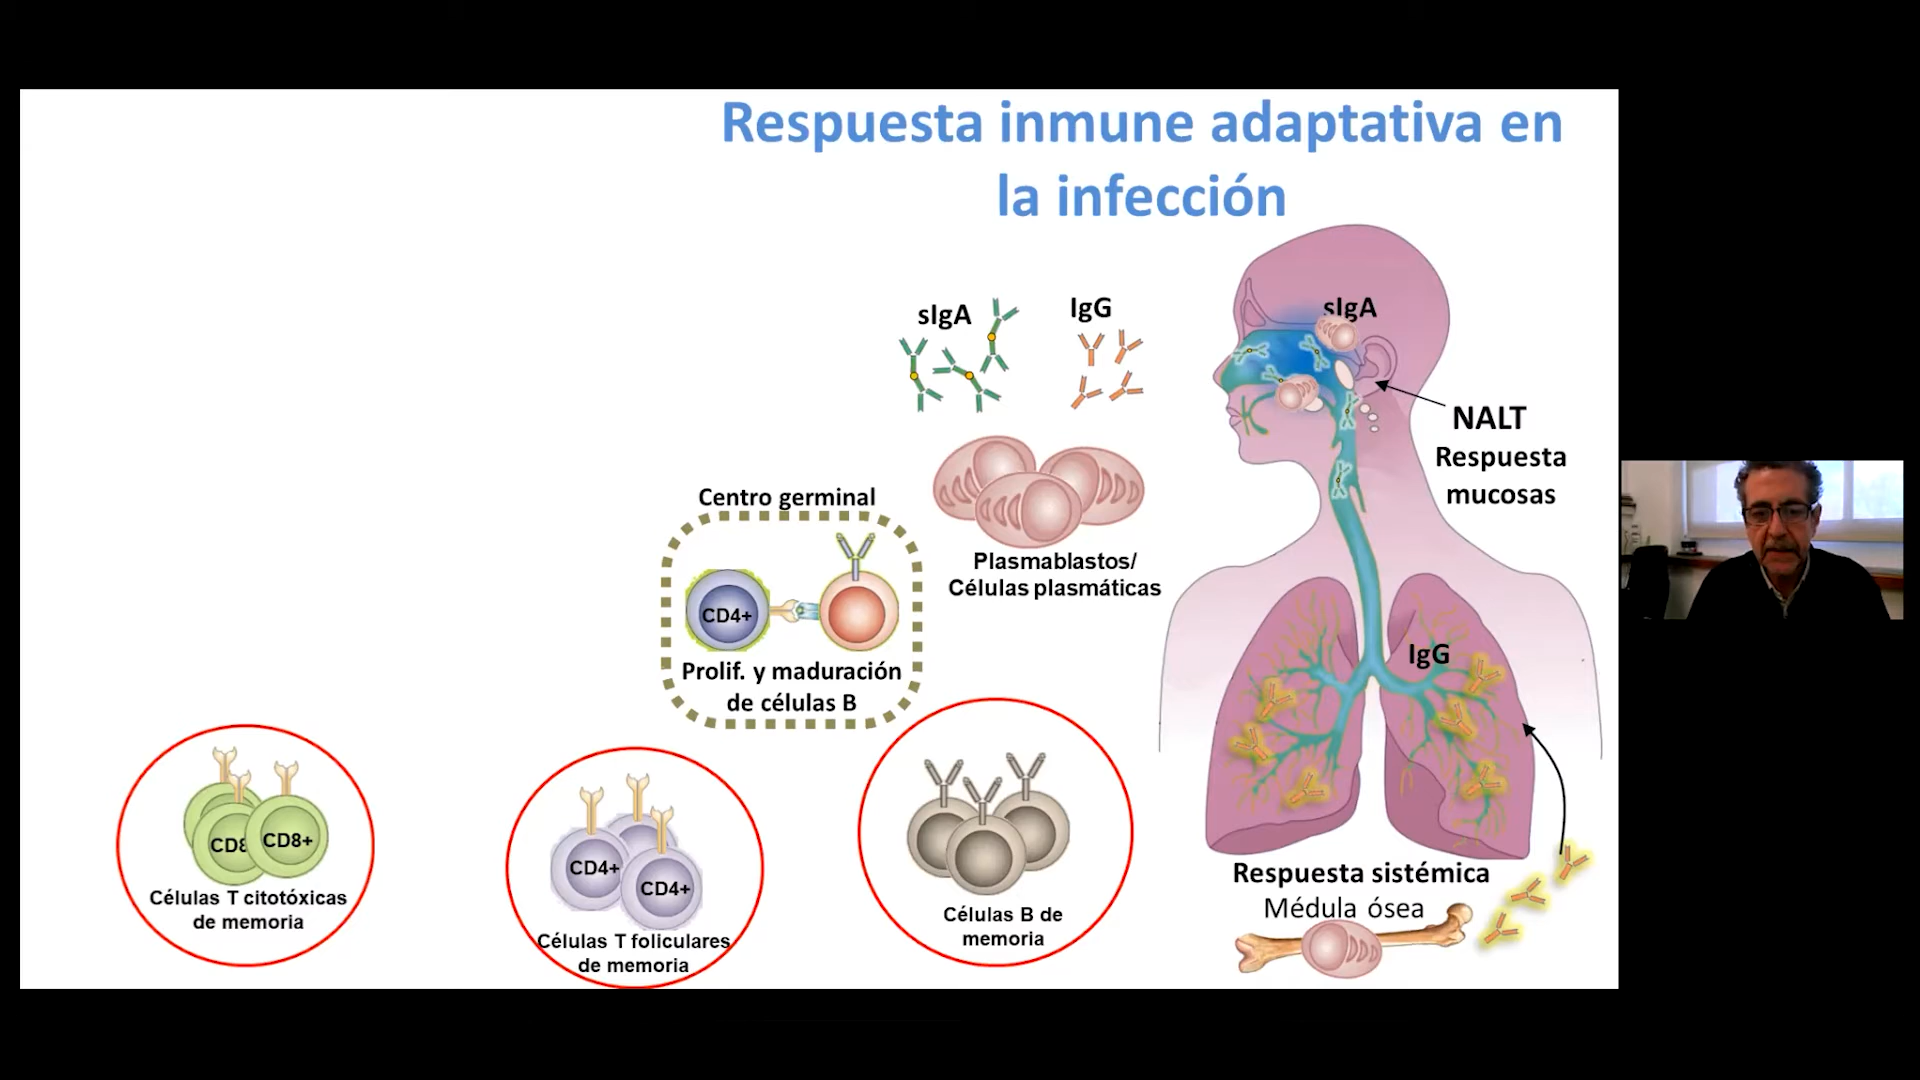 Respuesta inmune adaptativa en
la infección
sIgA
IgG
sIgA
NALT
Respuesta
mucosas
Centro germinal
CD4+
Prolif. y maduración
de células B
Plasmablastos/
Células plasmáticas
IgG
CD8
CD8+
Células T citotóxicas
de memoria
CD4+
CD4+
Células T foliculares
de memoria
Células B de
memoria
Respuesta sistémica
Médula ósea